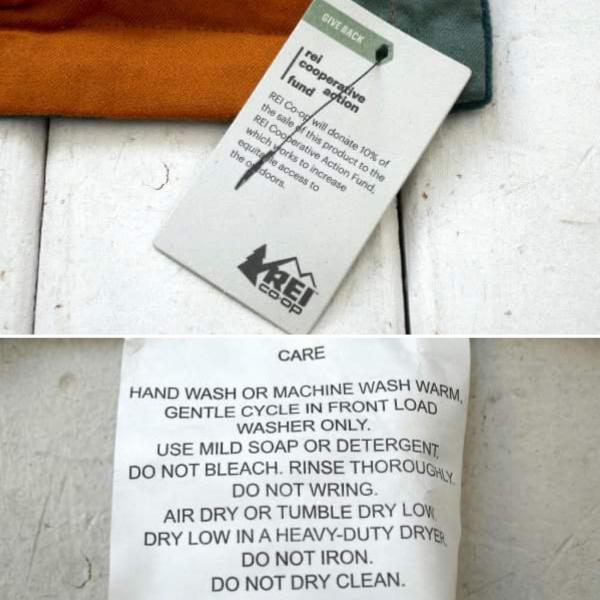 GIVE BACK
rei
cooperative
action
fund
REI Co-op will donate 10% of
the sale of this product to the
REI Cooperative Action Fund,
which works to increase
equitable access to
the outdoors.
REI
co·op
CARE
HAND WASH OR MACHINE WASH WARM,
GENTLE CYCLE IN FRONT LOAD
WASHER ONLY.
USE MILD SOAP OR DETERGENT.
DO NOT BLEACH. RINSE THOROUGHLY.
DO NOT WRING.
AIR DRY OR TUMBLE DRY LOW.
DRY LOW IN A HEAVY-DUTY DRYER.
DO NOT IRON.
DO NOT DRY CLEAN.